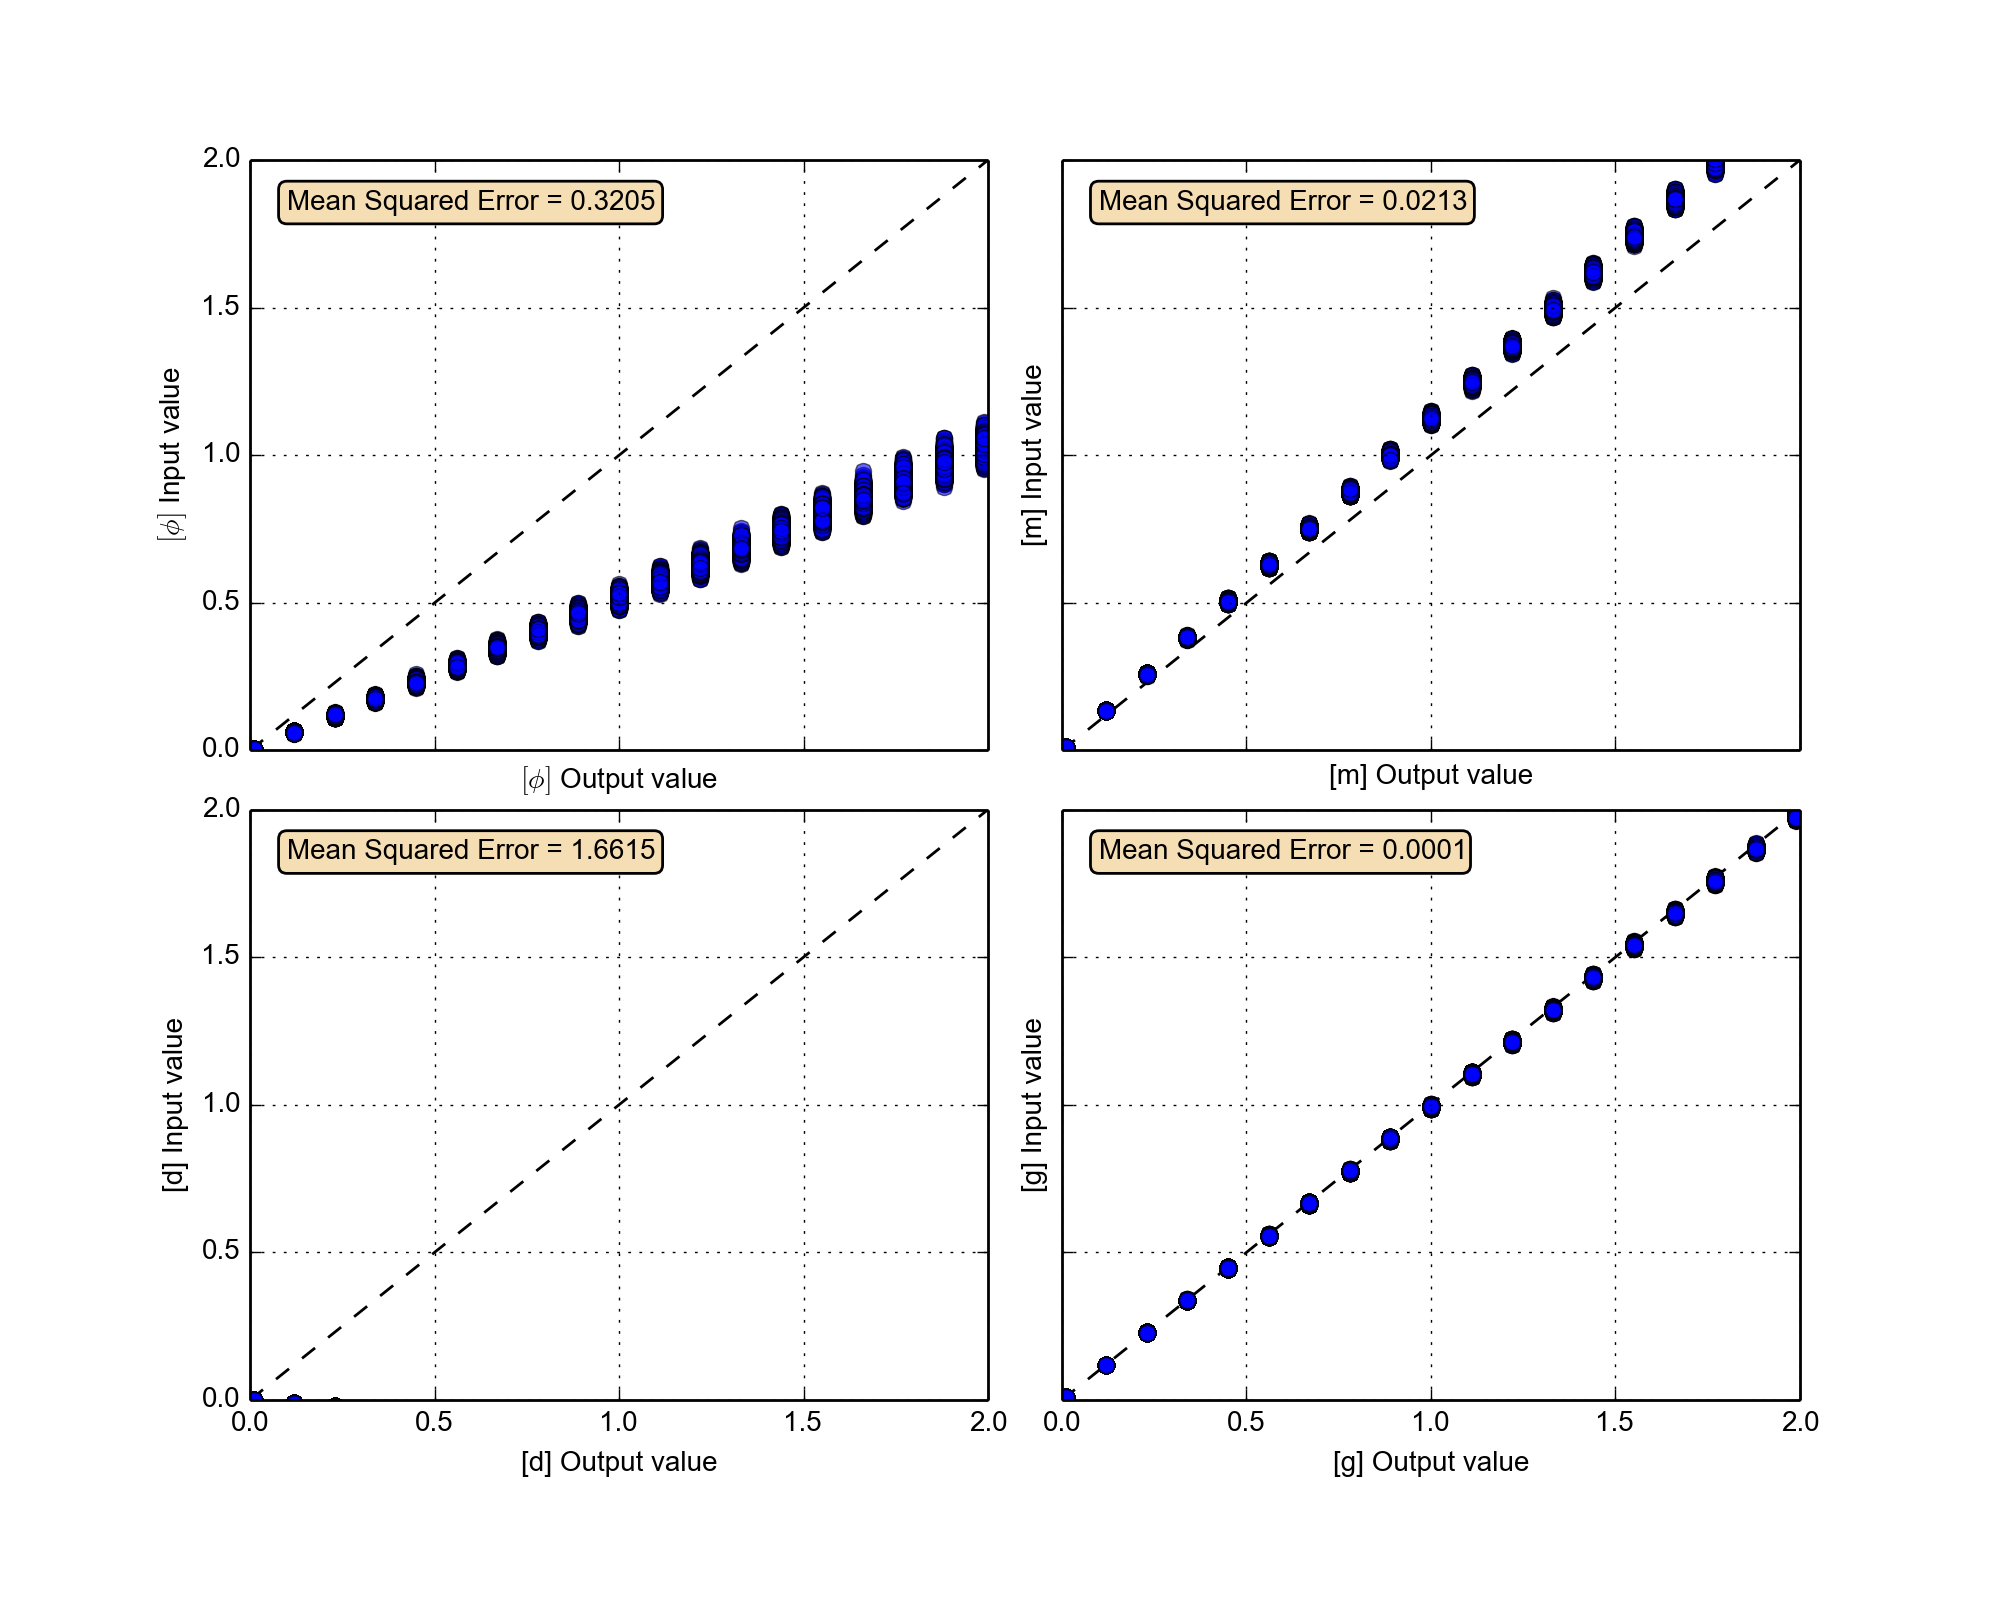 2.0
1.5
1.0
0.5
0.0
[ϕ] Input value
Mean Squared Error = 0.3205
[ϕ] Output value
[m] Input value
Mean Squared Error = 0.0213
[m] Output value
2.0
1.5
1.0
0.5
0.0
[d] Input value
Mean Squared Error = 1.6615
0.0 0.5 1.0 1.5 2.0
[d] Output value
[g] Input value
Mean Squared Error = 0.0001
0.0 0.5 1.0 1.5 2.0
[g] Output value